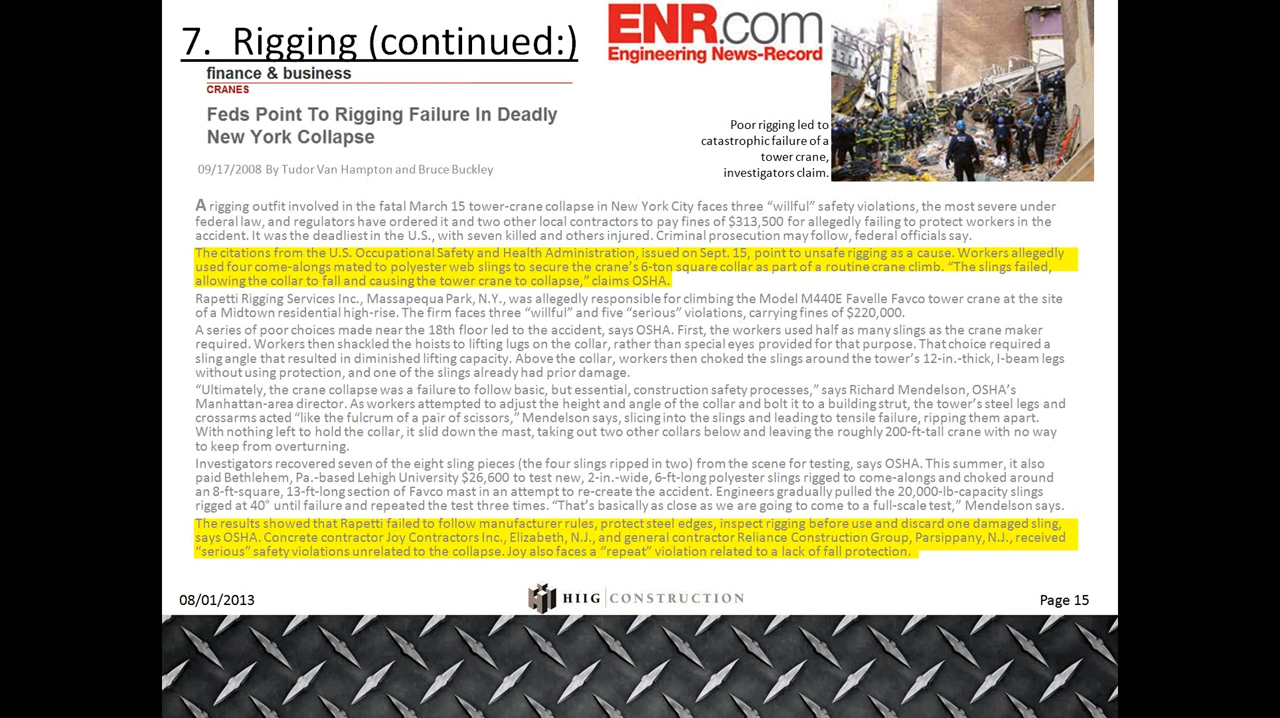 7.  Rigging (continued:)
ENR.com
Engineering News-Record
finance & business
CRANES
Feds Point To Rigging Failure In Deadly
New York Collapse
09/17/2008 By Tudor Van Hampton and Bruce Buckley
Poor rigging led to
catastrophic failure of a
tower crane,
investigators claim.
A rigging outfit involved in the fatal March 15 tower-crane collapse in New York City faces three “willful” safety violations, the most severe under
federal law, and regulators have ordered it and two other local contractors to pay fines of $313,500 for allegedly failing to protect workers in the
accident. It was the deadliest in the U.S., with seven killed and others injured. Criminal prosecution may follow, federal officials say.
The citations from the U.S. Occupational Safety and Health Administration, issued on Sept. 15, point to unsafe rigging as a cause. Workers allegedly
used four come-alongs mated to polyester web slings to secure the crane’s 6-ton square collar as part of a routine crane climb. “The slings failed,
allowing the collar to fall and causing the tower crane to collapse,” claims OSHA.
Rapetti Rigging Services Inc., Massapequa Park, N.Y., was allegedly responsible for climbing the Model M440E Favelle Favco tower crane at the site
of a Midtown residential high-rise. The firm faces three “willful” and five “serious” violations, carrying fines of $220,000.
A series of poor choices made near the 18th floor led to the accident, says OSHA. First, the workers used half as many slings as the crane maker
required. Workers then shackled the hoists to lifting lugs on the collar, rather than special eyes provided for that purpose. That choice required a
sling angle that resulted in diminished lifting capacity. Above the collar, workers then choked the slings around the tower’s 12-in.-thick, I-beam legs
without using protection, and one of the slings already had prior damage.
“Ultimately, the crane collapse was a failure to follow basic, but essential, construction safety processes,” says Richard Mendelson, OSHA’s
Manhattan-area director. As workers attempted to adjust the height and angle of the collar and bolt it to a building strut, the tower’s steel legs and
crossarms acted “like the fulcrum of a pair of scissors,” Mendelson says, slicing into the slings and leading to tensile failure, ripping them apart.
With nothing left to hold the collar, it slid down the mast, taking out two other collars below and leaving the roughly 200-ft-tall crane with no way
to keep from overturning.
Investigators recovered seven of the eight sling pieces (the four slings ripped in two) from the scene for testing, says OSHA. This summer, it also
paid Bethlehem, Pa.-based Lehigh University $26,600 to test new, 2-in.-wide, 6-ft-long polyester slings rigged to come-alongs and choked around
an 8-ft-square, 13-ft-long section of Favco mast in an attempt to re-create the accident. Engineers gradually pulled the 20,000-lb-capacity slings
rigged at 40° until failure and repeated the test three times. “That’s basically as close as we are going to come to a full-scale test,” Mendelson says.
The results showed that Rapetti failed to follow manufacturer rules, protect steel edges, inspect rigging before use and discard one damaged sling,
says OSHA. Concrete contractor Joy Contractors Inc., Elizabeth, N.J., and general contractor Reliance Construction Group, Parsippany, N.J., received
“serious” safety violations unrelated to the collapse. Joy also faces a “repeat” violation related to a lack of fall protection.
08/01/2013
HIIG CONSTRUCTION
Page 15